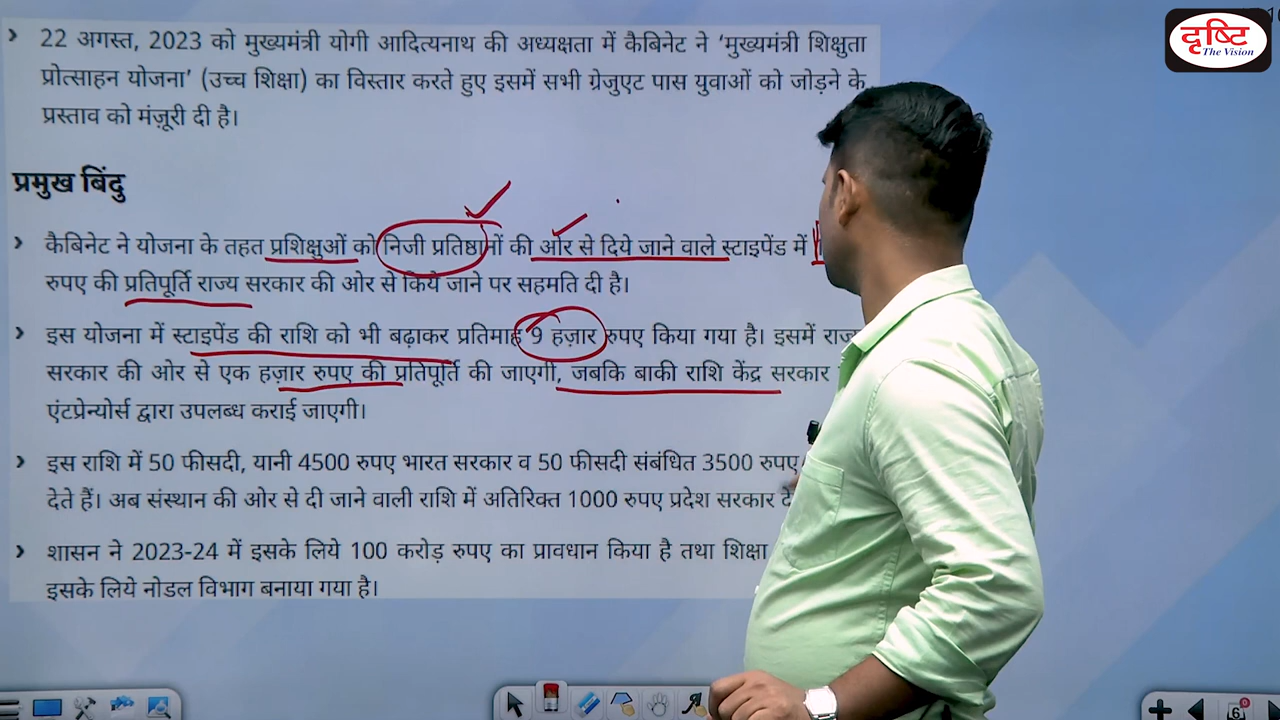 दृष्टि
The Vision
22 अगस्त, 2023 को मुख्यमंत्री योगी आदित्यनाथ की अध्यक्षता में कैबिनेट ने ‘मुख्यमंत्री शिक्षुता
प्रोत्साहन योजना’ (उच्च शिक्षा) का विस्तार करते हुए इसमें सभी ग्रेजुएट पास युवाओं को जोड़ने के
प्रस्ताव को मंज़ूरी दी है।
प्रमुख बिंदु
कैबिनेट ने योजना के तहत प्रशिक्षुओं को निजी प्रतिष्ठानों की ओर से दिये जाने वाले स्टाइपेंड में
रुपए की प्रतिपूर्ति राज्य सरकार की ओर से किये जाने पर सहमति दी है।
इस योजना में स्टाइपेंड की राशि को भी बढ़ाकर प्रतिमाह 9 हज़ार रुपए किया गया है। इसमें
सरकार की ओर से एक हज़ार रुपए की प्रतिपूर्ति की जाएगी, जबकि बाकी राशि केंद्र सरकार
एंटप्रेन्योर्स द्वारा उपलब्ध कराई जाएगी।
इस राशि में 50 फीसदी, यानी 4500 रुपए भारत सरकार व 50 फीसदी संबंधित 3500 रुपए
देते हैं। अब संस्थान की ओर से दी जाने वाली राशि में अतिरिक्त 1000 रुपए प्रदेश सरकार
शासन ने 2023-24 में इसके लिये 100 करोड़ रुपए का प्रावधान किया है तथा शिक्षा
इसके लिये नोडल विभाग बनाया गया है।
6